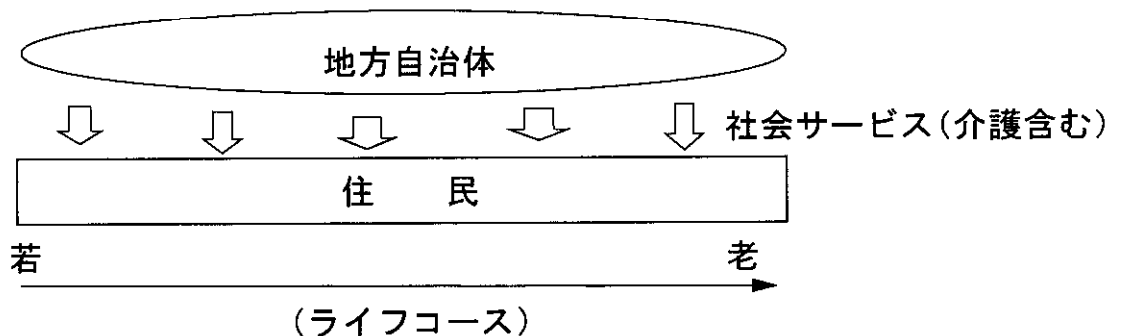 地方自治体
社会サービス(介護含む)
住　民
若
老
(ライフコース)